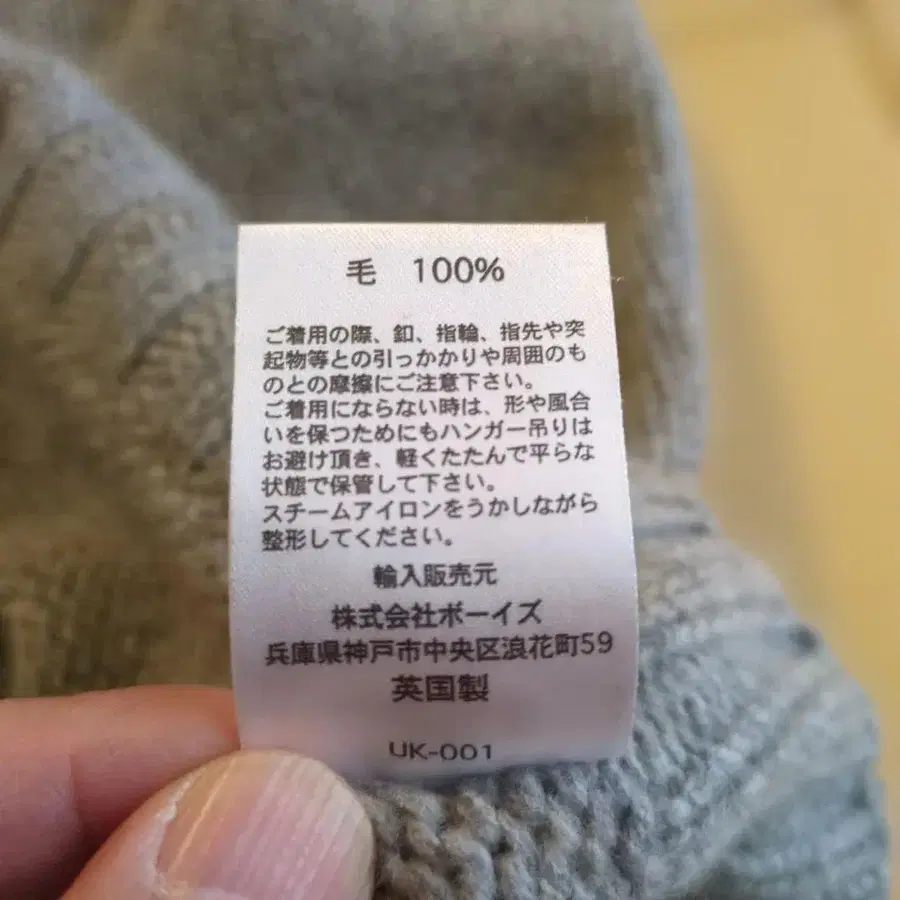 毛 100%
ご着用の際、釦、指輪、指先や突
起物等との引っかかりや周囲のも
のとの摩擦にご注意下さい。
ご着用にならない時は、形や風合
いを保つためにもハンガー吊りは
お避け頂き、軽くたたんで平らな
状態で保管して下さい。
スチームアイロンをうかしながら
整形してください。
輸入販売元
株式会社ボーイズ
兵庫県神戸市中央区浪花町59
英国製
UK-001